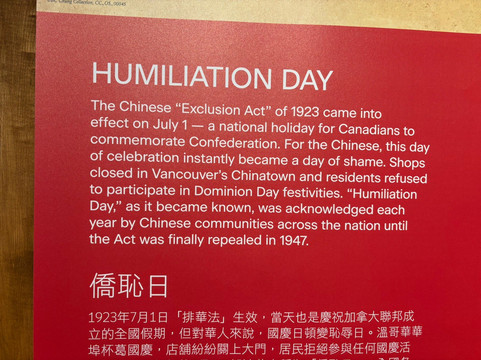 HUMILIATION DAY
The Chinese “Exclusion Act” of 1923 came into
effect on July 1 — a national holiday for Canadians to
commemorate Confederation. For the Chinese, this day
of celebration instantly became a day of shame. Shops
closed in Vancouver’s Chinatown and residents refused
to participate in Dominion Day festivities. “Humiliation
Day,” as it became known, was acknowledged each
year by Chinese communities across the nation until
the Act was finally repealed in 1947.
僑恥日
1923年7月1日「排華法」生效，當天也是慶祝加拿大聯邦成
立的全國假期，但對華人來說，國慶日頓變恥辱日。溫哥華華
埠杯葛國慶，店舖紛紛關上大門，居民拒絕參與任何國慶活